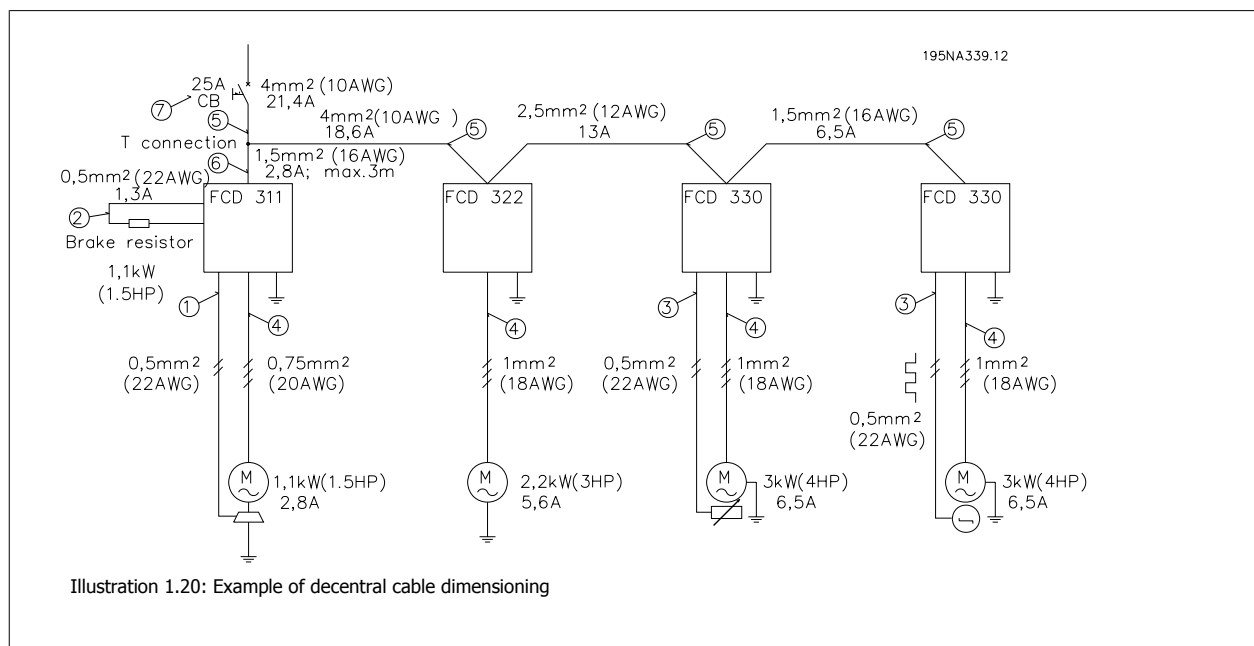 195NA339.12
25A
CB
4mm² (10AWG)
21,4A
7
5
4mm²(10AWG )
18,6A
5
2,5mm² (12AWG)
13A
5
1,5mm² (16AWG)
6,5A
5
T connection
6
1,5mm² (16AWG)
2,8A; max.3m
0,5mm² (22AWG)
1,3A
2
Brake resistor
FCD 311
FCD 322
FCD 330
FCD 330
1,1kW
(1.5HP)
1
4
4
3
4
3
4
0,5mm²
(22AWG)
0,75mm²
(20AWG)
1mm²
(18AWG)
0,5mm²
(22AWG)
1mm²
(18AWG)
0,5mm²
(22AWG)
1mm²
(18AWG)
M
1,1kW(1.5HP)
2,8A
M
2,2kW(3HP)
5,6A
M
3kW(4HP)
6,5A
M
3kW(4HP)
6,5A
Illustration 1.20: Example of decentral cable dimensioning